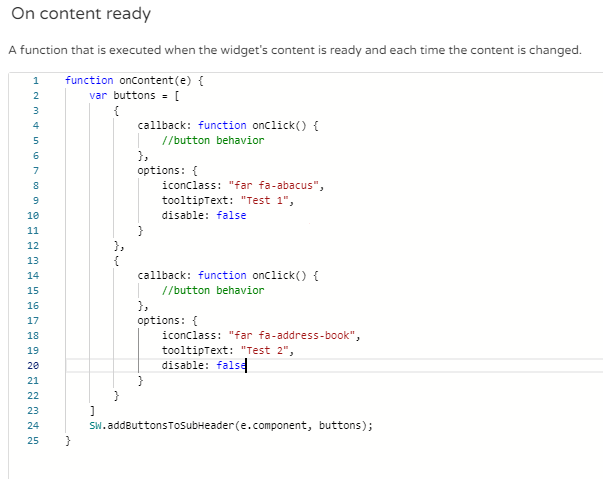 On content ready
A function that is executed when the widget's content is ready and each time the content is changed.
1 function onContent(e) {
2 var buttons = [
3 {
4 callback: function onClick() {
5 //button behavior
6 },
7 options: {
8 iconClass: "far fa-abacus",
9 tooltipText: "Test 1",
10 disable: false
11 }
12 },
13 {
14 callback: function onClick() {
15 //button behavior
16 },
17 options: {
18 iconClass: "far fa-address-book",
19 tooltipText: "Test 2",
20 disable: false
21 }
22 }
23 ]
24 SW.addButtonsToSubHeader(e.component, buttons);
25 }